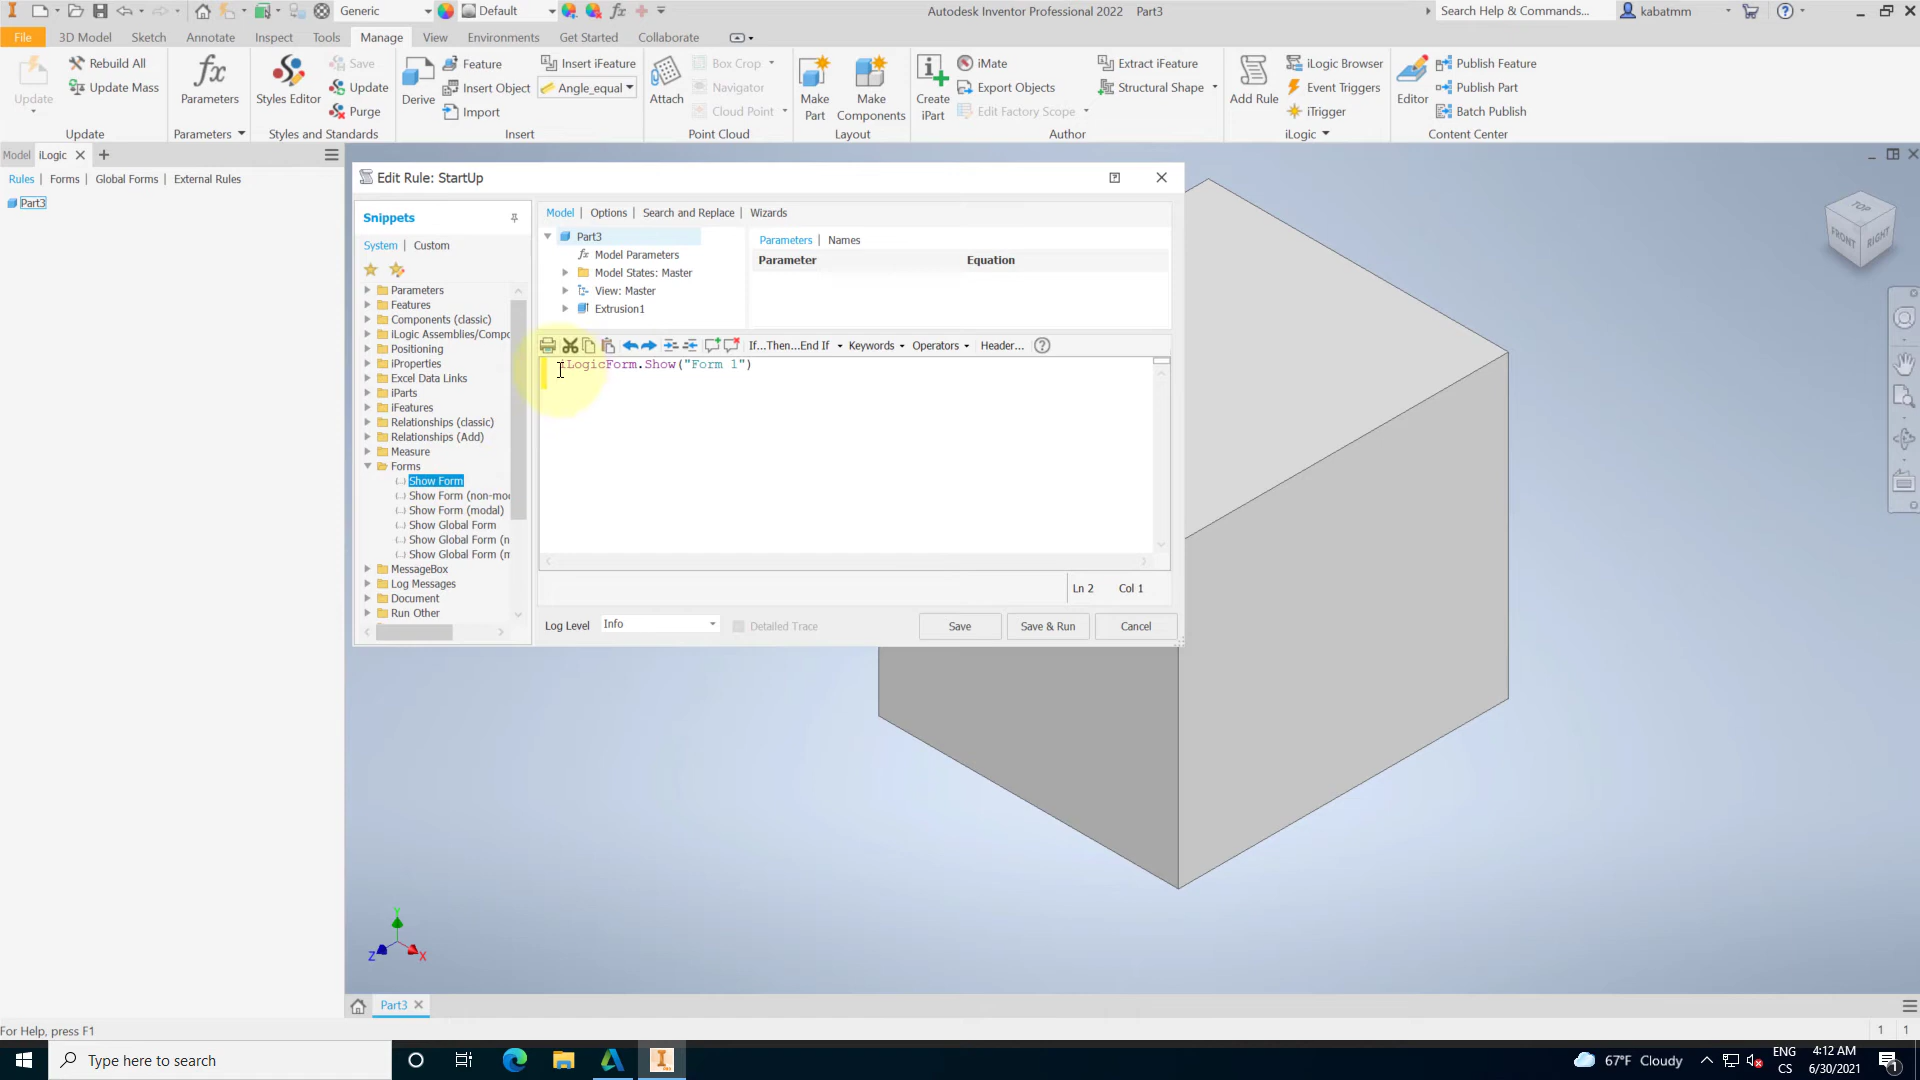 Generic
Default
Autodesk Inventor Professional 2022 Part3
Search Help & Commands...
kabatmm
File 3D Model Sketch Annotate Inspect Tools Manage View Environments Get Started Collaborate
Update
Rebuild All
Update Mass
Update
Parameters
Parameters
Styles Editor
Save
Update
Purge
Styles and Standards
Derive
Feature
Insert Object
Import
Insert iFeature
Angle_equal
Insert
Attach
Box Crop
Navigator
Cloud Point
Point Cloud
Make Part
Make Components
Layout
Create iPart
iMate
Export Objects
Edit Factory Scope
Extract iFeature
Structural Shape
Author
Add Rule
iLogic Browser
Event Triggers
iTrigger
iLogic
Editor
Publish Feature
Publish Part
Batch Publish
Content Center
Model iLogic
Rules Forms Global Forms External Rules
Part3
Edit Rule: StartUp
Snippets
System Custom
Parameters
Features
Components (classic)
iLogic Assemblies/Compo
Positioning
iProperties
Excel Data Links
iParts
iFeatures
Relationships (classic)
Relationships (Add)
Measure
Forms
Show Form
Show Form (non-mo
Show Form (modal)
Show Global Form
Show Global Form (n
Show Global Form (m
MessageBox
Log Messages
Document
Run Other
Model Options Search and Replace Wizards
Part3
Model Parameters
Model States: Master
View: Master
Extrusion1
Parameters Names
Parameter Equation
If...Then...End If Keywords Operators Header...
iLogicForm.Show("Form 1")
Ln 2 Col 1
Log Level Info Detailed Trace
Save Save & Run Cancel
TOP
FRONT
RIGHT
Y
Z
X
Part3
For Help, press F1
1 1
Type here to search
67°F Cloudy
ENG
CS
4:12 AM
6/30/2021
1